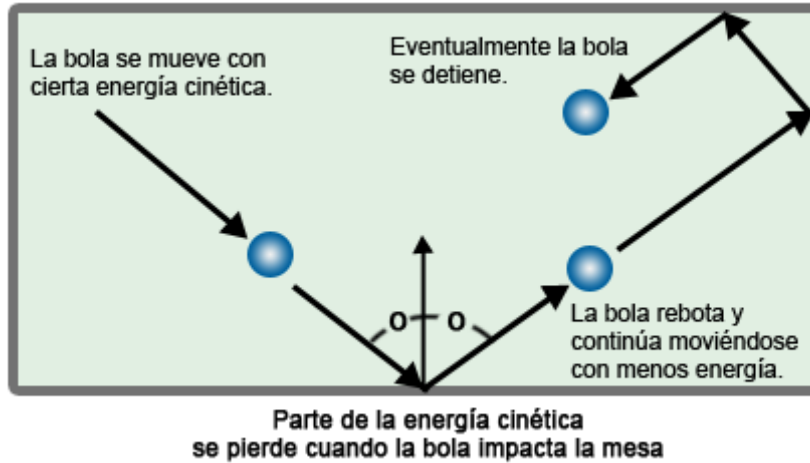 La bola se mueve con
cierta energía cinética.
Eventualmente la bola
se detiene.
O O
La bola rebota y
continúa moviéndose
con menos energía.
Parte de la energía cinética
se pierde cuando la bola impacta la mesa